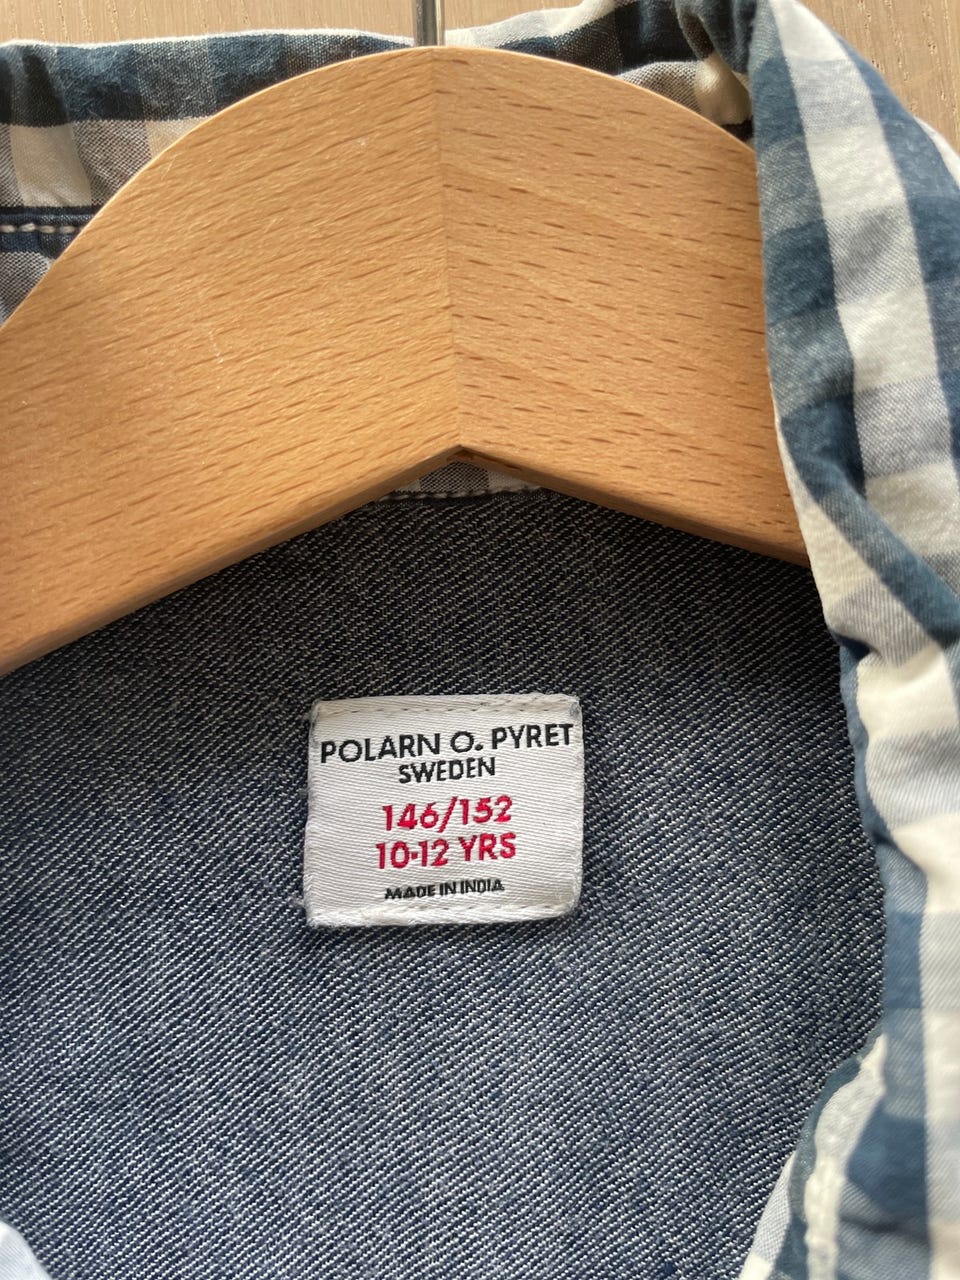 POLARN O. PYRET
SWEDEN
146/152
10-12 YRS
MADE IN INDIA